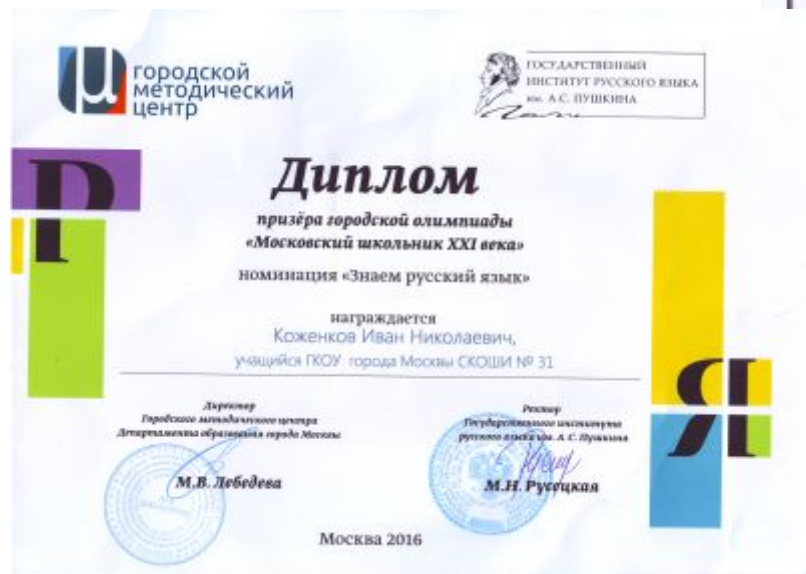 городской
методический
центр
ГОСУДАРСТВЕННЫЙ
ИНСТИТУТ РУССКОГО ЯЗЫКА
им. А.С. ПУШКИНА
Диплом
призёра городской олимпиады
«Московский школьник XXI века»
номинация «Знаем русский язык»
награждается
Коженков Иван Николаевич,
учащийся ГКОУ города Москвы СКОШИ № 31
Р
Я
Директор
Городского методического центра
Департамента образования города Москвы
М.В. Лебедева
Ректор
Государственного института
русского языка им. А.С. Пушкина
М.Н. Русецкая
Москва 2016